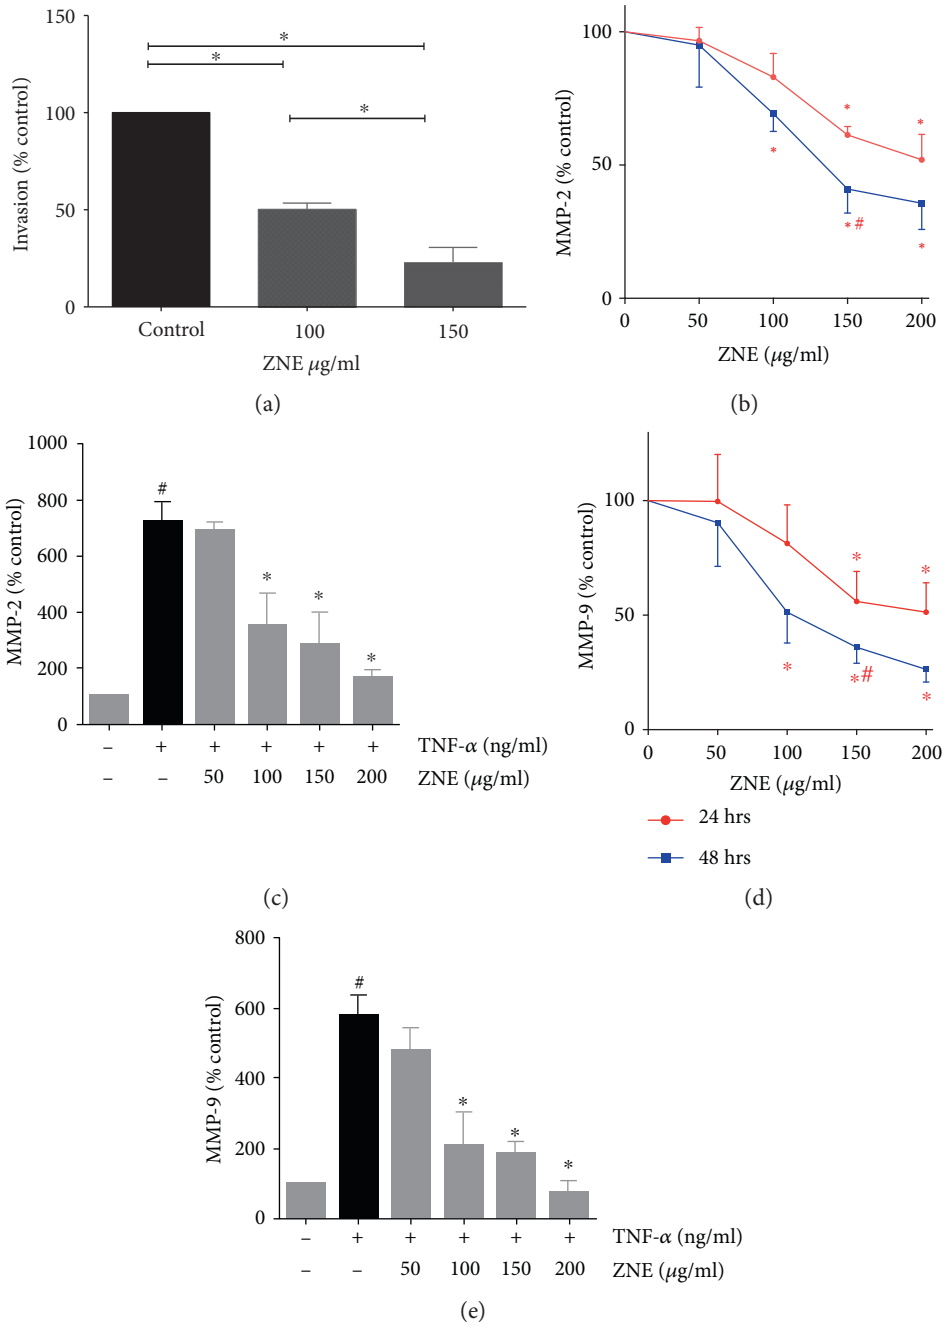 150
100
50
0
Invasion (% control)
*
*
*
Control 100 150
ZNE μg/ml
(a)
100
50
0
MMP-2 (% control)
* *
*
*#
*
0 50 100 150 200
ZNE (μg/ml)
(b)
1000
800
600
400
200
0
MMP-2 (% control)
#
*
*
*
– + + + + + TNF-α (ng/ml)
– – 50 100 150 200 ZNE (μg/ml)
(c)
100
50
0
MMP-9 (% control)
* *
*
*#
*
0 50 100 150 200
ZNE (μg/ml)
24 hrs
48 hrs
(d)
800
600
400
200
0
MMP-9 (% control)
#
*
*
*
– + + + + + TNF-α (ng/ml)
– – 50 100 150 200 ZNE (μg/ml)
(e)